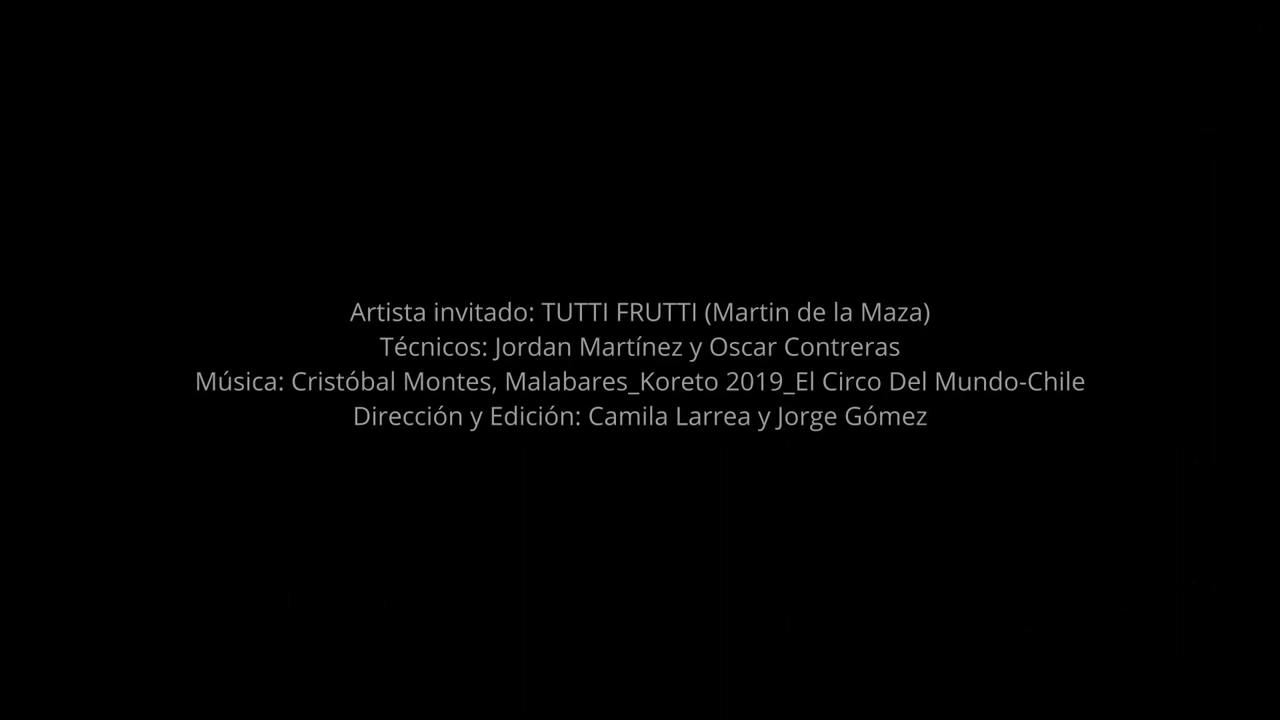 Artista invitado: TUTTI FRUTTI (Martin de la Maza)
Técnicos: Jordan Martínez y Oscar Contreras
Música: Cristóbal Montes, Malabares_Koreto 2019_El Circo Del Mundo-Chile
Dirección y Edición: Camila Larrea y Jorge Gómez